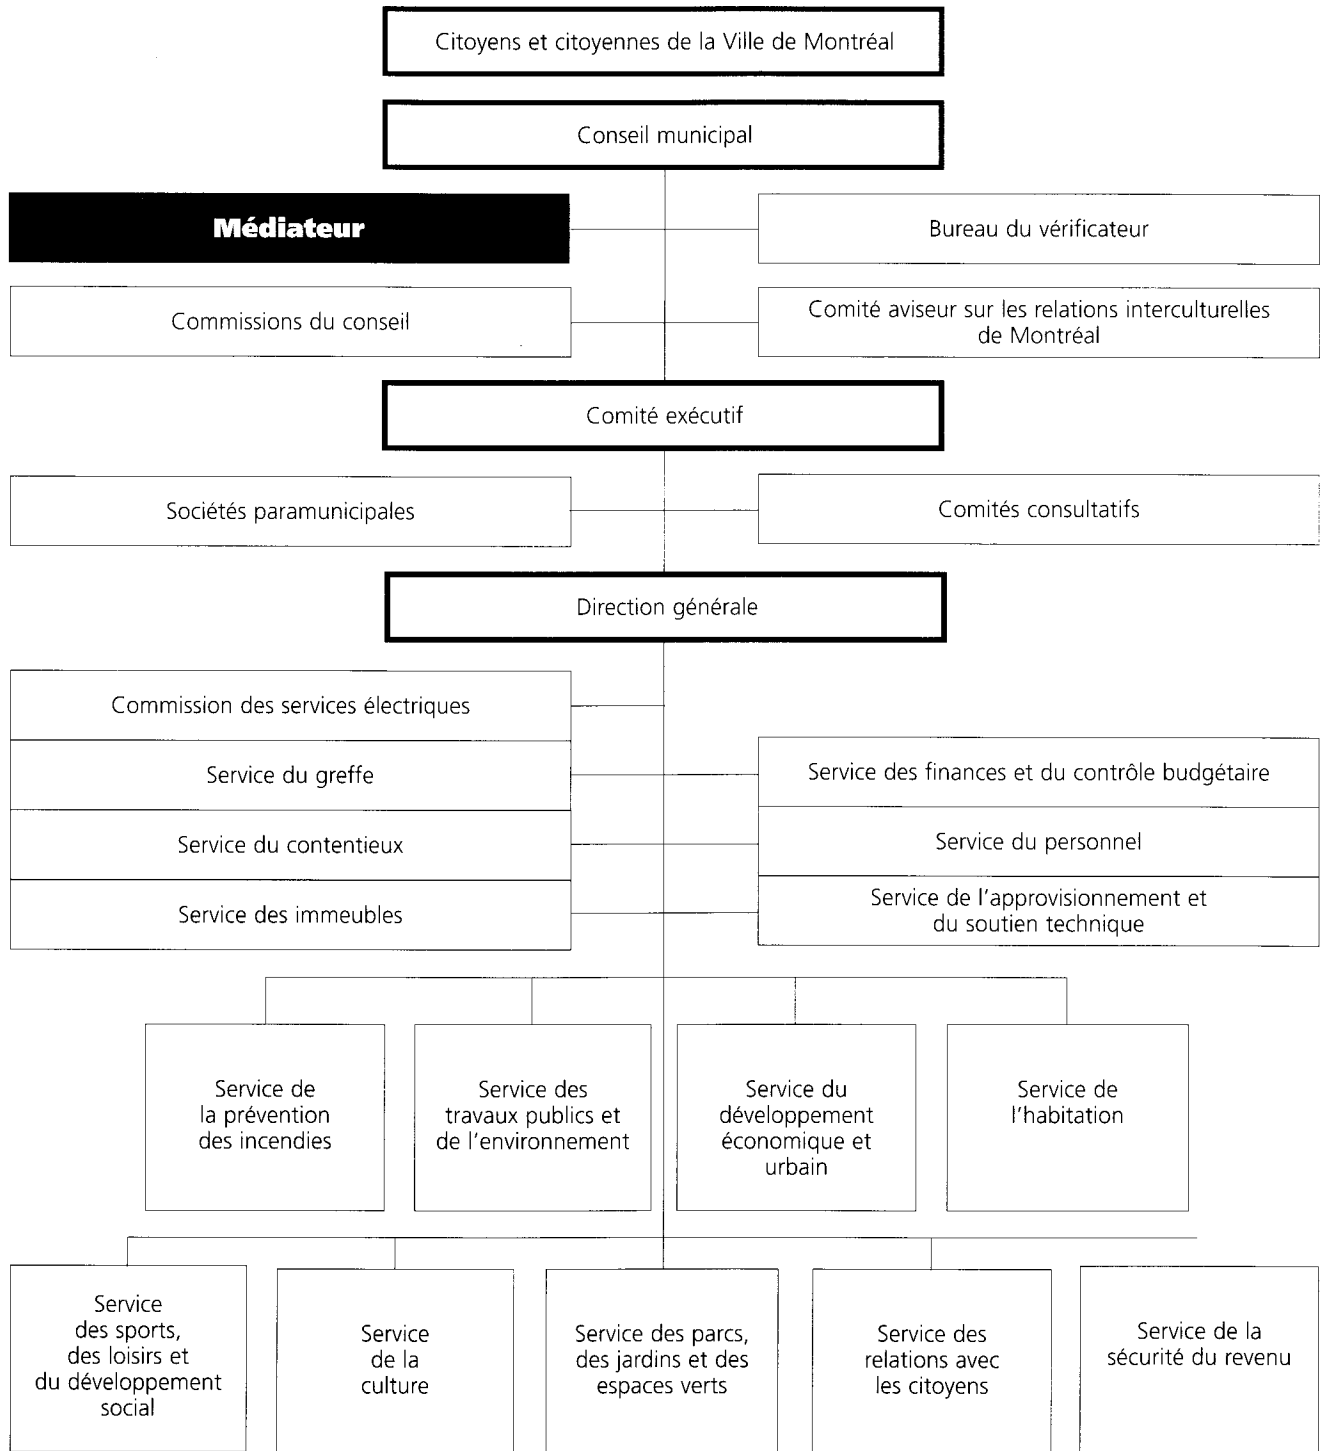 Citoyens et citoyennes de la Ville de Montréal
Conseil municipal
Médiateur
Bureau du vérificateur
Commissions du conseil
Comité aviseur sur les relations interculturelles
de Montréal
Comité exécutif
Sociétés paramunicipales
Comités consultatifs
Direction générale
Commission des services électriques
Service du greffe
Service des finances et du contrôle budgétaire
Service du contentieux
Service du personnel
Service des immeubles
Service de l'approvisionnement et
du soutien technique
Service de
la prévention
des incendies
Service des
travaux publics et
de l'environnement
Service du
développement
économique et
urbain
Service de
l'habitation
Service
des sports,
des loisirs et
du développement
social
Service
de la
culture
Service des parcs,
des jardins et des
espaces verts
Service des
relations avec
les citoyens
Service de la
sécurité du revenu